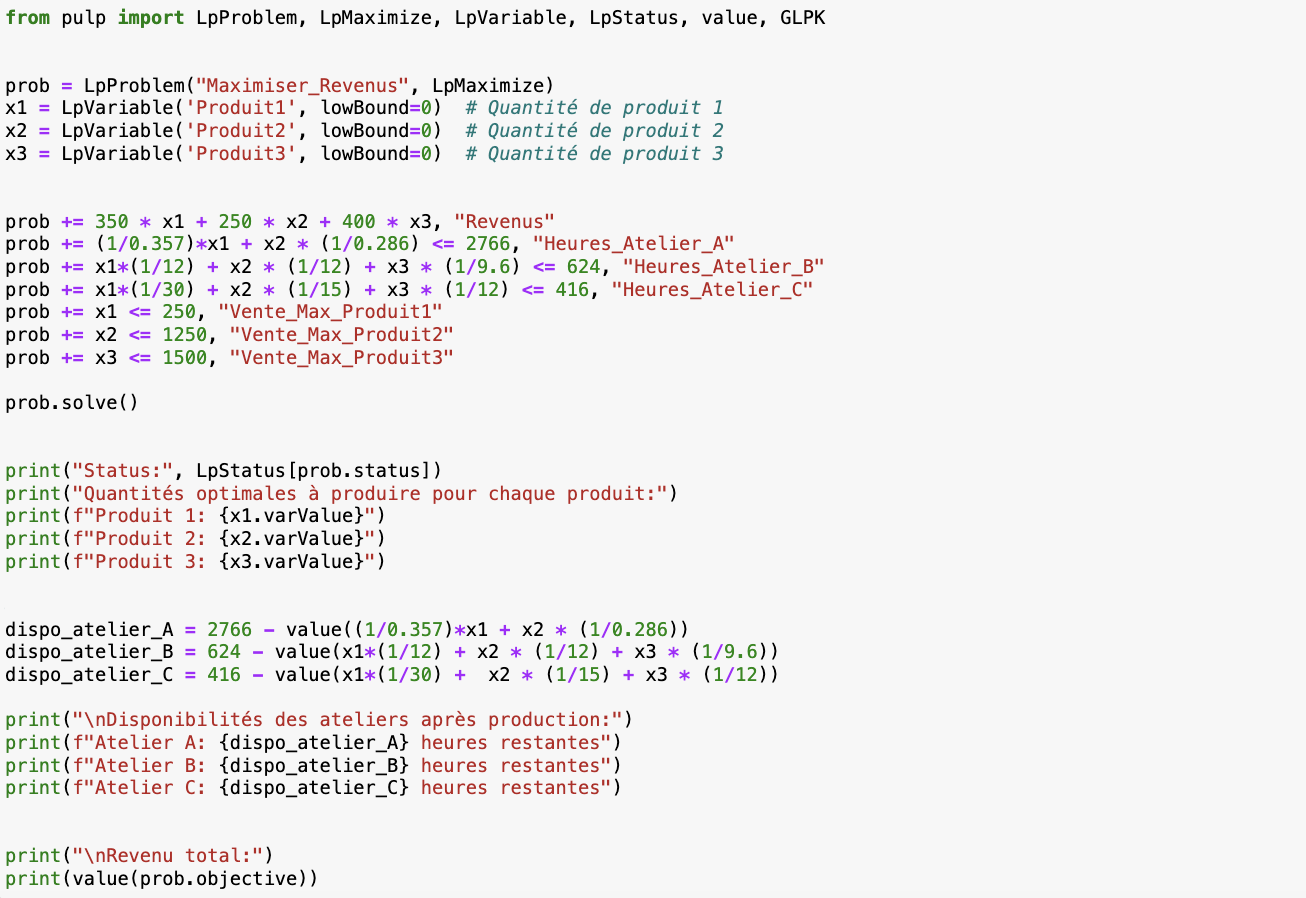 from pulp import LpProblem, LpMaximize, LpVariable, LpStatus, value, GLPK
prob = LpProblem("Maximiser_Revenus", LpMaximize)
x1 = LpVariable('Produit1', lowBound=0)  # Quantité de produit 1
x2 = LpVariable('Produit2', lowBound=0)  # Quantité de produit 2
x3 = LpVariable('Produit3', lowBound=0)  # Quantité de produit 3
prob += 350 * x1 + 250 * x2 + 400 * x3, "Revenus"
prob += (1/0.357)*x1 + x2 * (1/0.286) <= 2766, "Heures_Atelier_A"
prob += x1*(1/12) + x2 * (1/12) + x3 * (1/9.6) <= 624, "Heures_Atelier_B"
prob += x1*(1/30) + x2 * (1/15) + x3 * (1/12) <= 416, "Heures_Atelier_C"
prob += x1 <= 250, "Vente_Max_Produit1"
prob += x2 <= 1250, "Vente_Max_Produit2"
prob += x3 <= 1500, "Vente_Max_Produit3"
prob.solve()
print("Status:", LpStatus[prob.status])
print("Quantités optimales à produire pour chaque produit:")
print(f"Produit 1: {x1.varValue}")
print(f"Produit 2: {x2.varValue}")
print(f"Produit 3: {x3.varValue}")
dispo_atelier_A = 2766 - value((1/0.357)*x1 + x2 * (1/0.286))
dispo_atelier_B = 624 - value(x1*(1/12) + x2 * (1/12) + x3 * (1/9.6))
dispo_atelier_C = 416 - value(x1*(1/30) +  x2 * (1/15) + x3 * (1/12))
print("\nDisponibilités des ateliers après production:")
print(f"Atelier A: {dispo_atelier_A} heures restantes")
print(f"Atelier B: {dispo_atelier_B} heures restantes")
print(f"Atelier C: {dispo_atelier_C} heures restantes")
print("\nRevenu total:")
print(value(prob.objective))